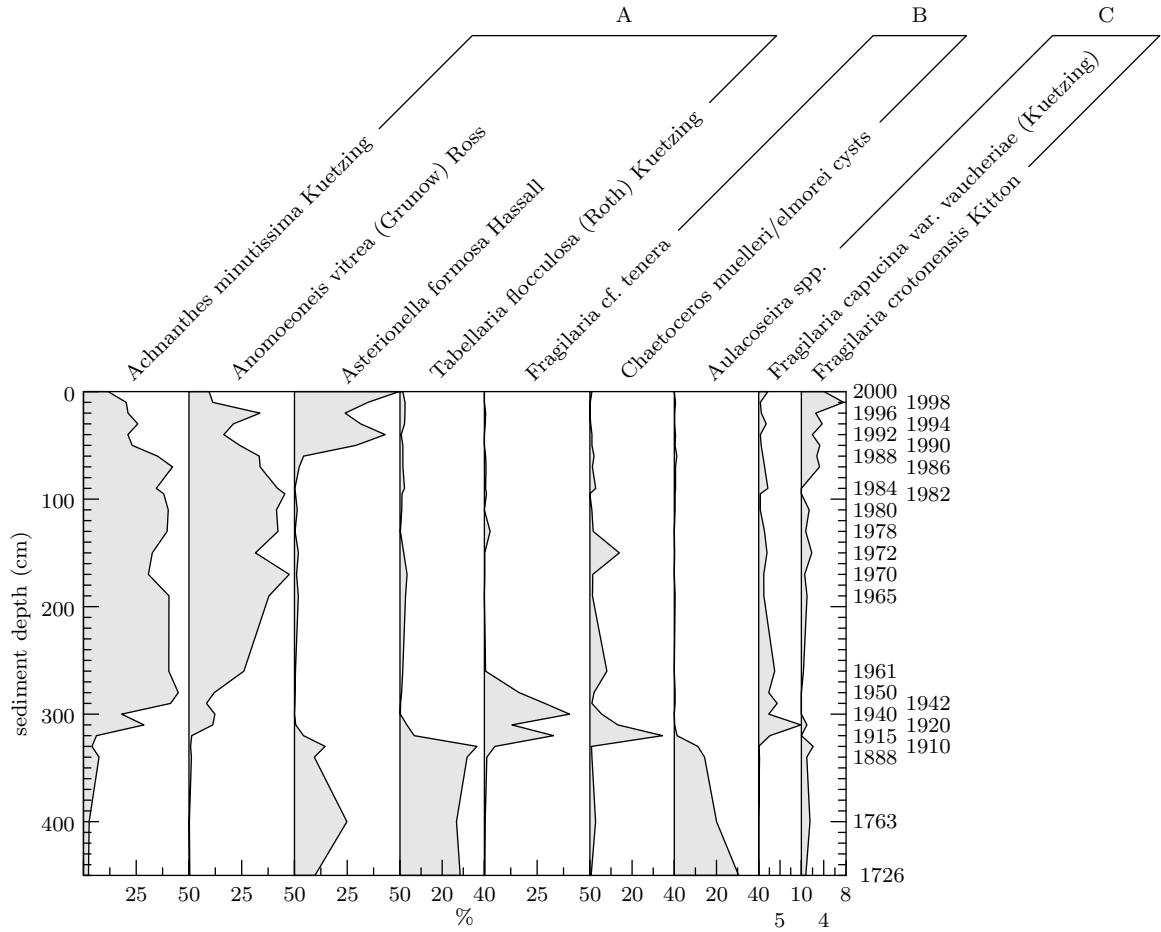 A
B
C
Achnanthes minutissima Kuetzing
Anomoeoneis vitrea (Grunow) Ross
Asterionella formosa Hassall
Tabellaria flocculosa (Roth) Kuetzing
Fragilaria cf. tenera
Chaetoceros muelleri/elmorei cysts
Aulacoseira spp.
Fragilaria capucina var. vaucheriae (Kuetzing)
Fragilaria crotonensis Kitton
sediment depth (cm)
0
100
200
300
400
2000
1998
1996
1994
1992
1990
1988
1986
1984
1982
1980
1978
1972
1970
1965
1961
1950
1942
1940
1920
1915
1910
1888
1763
1726
25 50 25 50 25 50 20 40 25 50 20 40 20 40 5 10 4 8
%